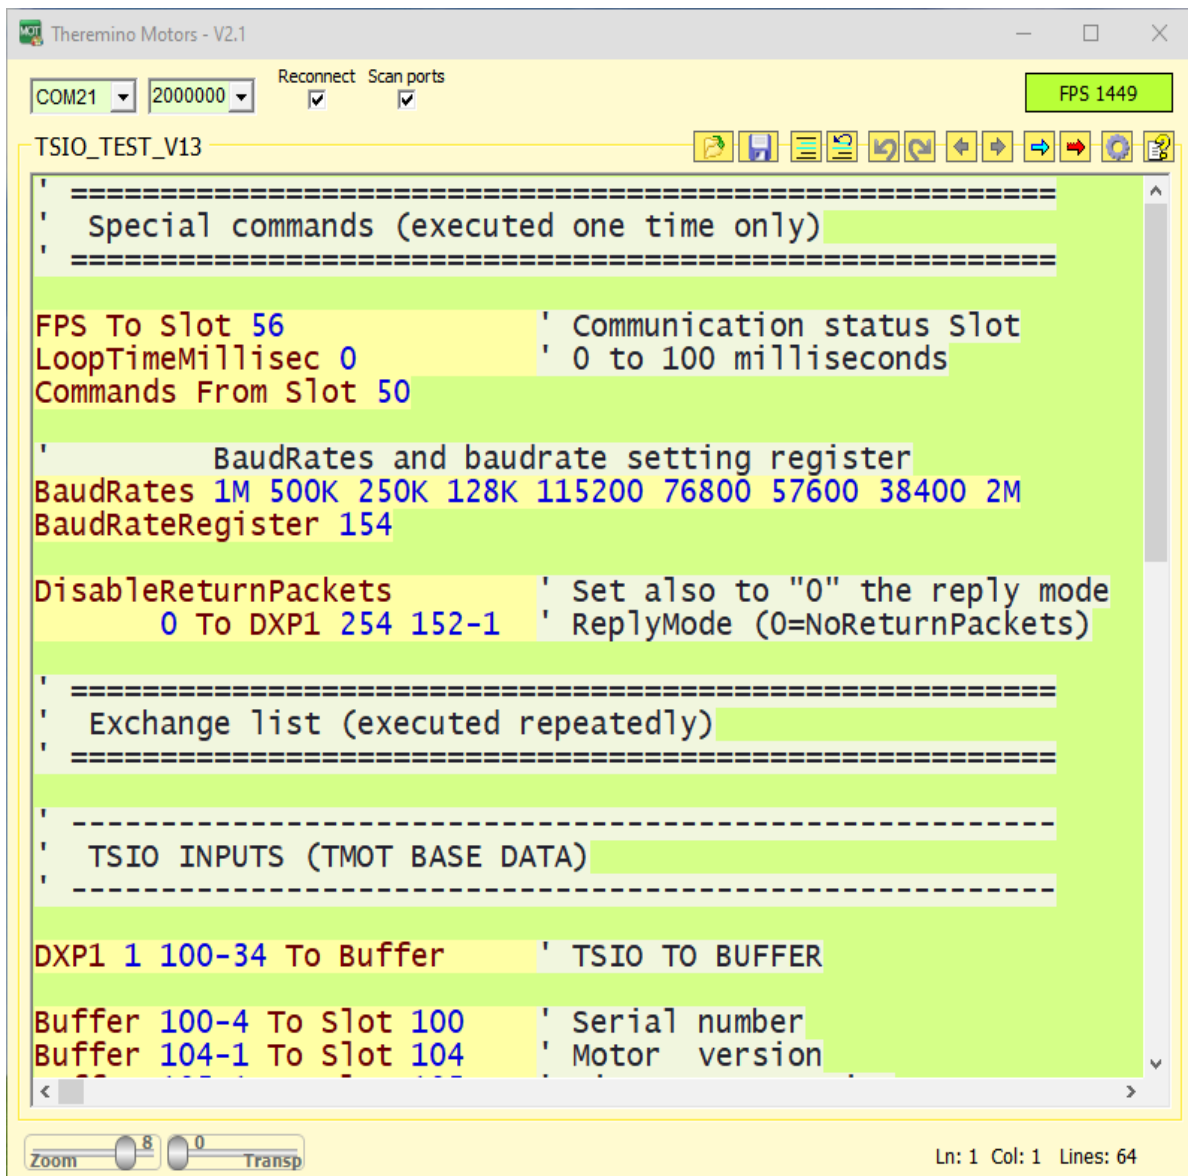 MOT
Theremino Motors - V2.1
Reconnect Scan ports
COM21 2000000
FPS 1449
TSIO_TEST_V13
' =======================================================
' Special commands (executed one time only)
' =======================================================
FPS To Slot 56 ' Communication status Slot
LoopTimeMillisec 0 ' 0 to 100 milliseconds
Commands From Slot 50
' BaudRates and baudrate setting register
BaudRates 1M 500K 250K 128K 115200 76800 57600 38400 2M
BaudRateRegister 154
DisableReturnPackets ' Set also to "0" the reply mode
0 To DXP1 254 152-1 ' ReplyMode (0=NoReturnPackets)
' =======================================================
' Exchange list (executed repeatedly)
' =======================================================
' -------------------------------------------------------
' TSIO INPUTS (TMOT BASE DATA)
' -------------------------------------------------------
DXP1 1 100-34 To Buffer ' TSIO TO BUFFER
Buffer 100-4 To Slot 100 ' Serial number
Buffer 104-1 To Slot 104 ' Motor version
Zoom 8 0 Transp
Ln: 1 Col: 1 Lines: 64